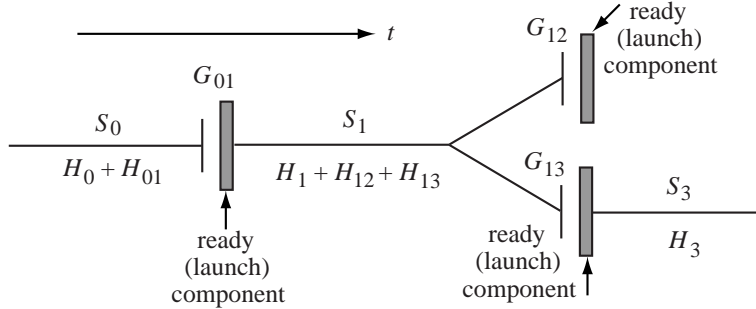 t
ready
(launch)
component
G12
G01
S0
S1
H0 + H01
H1 + H12 + H13
G13
S3
H3
ready
(launch)
component
ready
(launch)
component